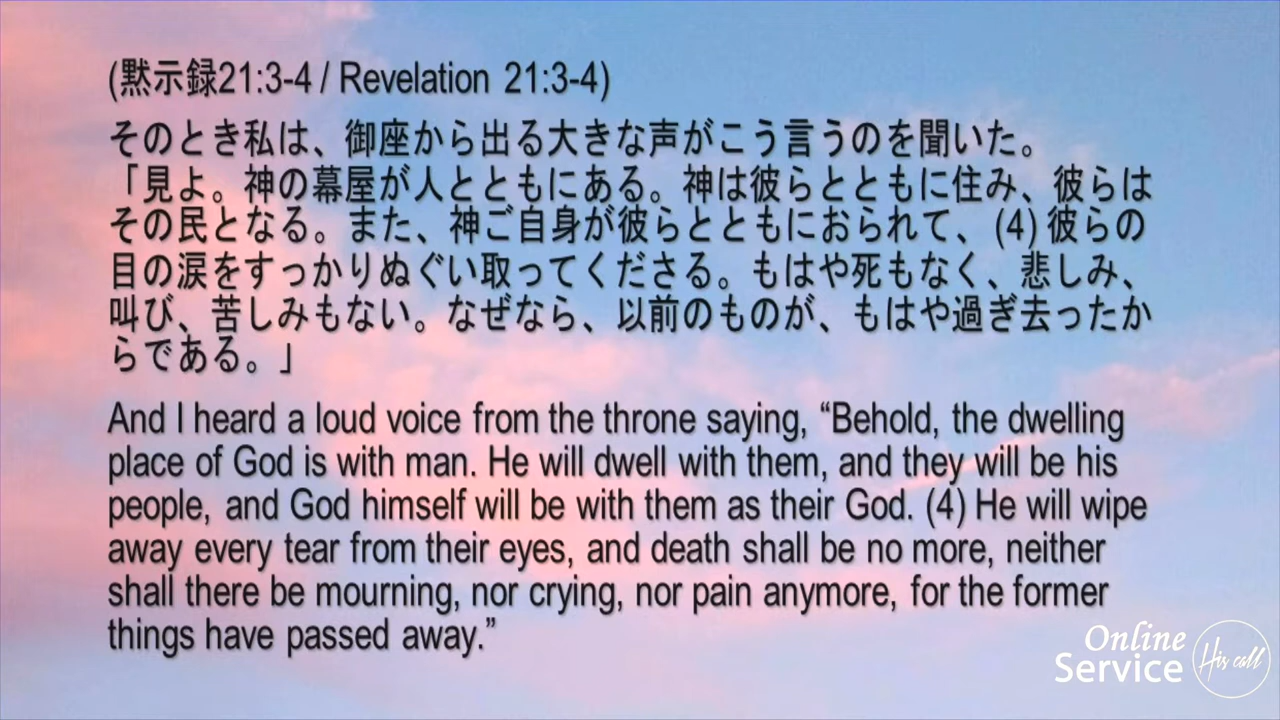 (黙示録21:3-4 / Revelation 21:3-4)
そのとき私は、御座から出る大きな声がこう言うのを聞いた。
「見よ。神の幕屋が人とともにある。神は彼らとともに住み、彼らは
その民となる。また、神ご自身が彼らとともにおられて、(4) 彼らの
目の涙をすっかりぬぐい取ってくださる。もはや死もなく、悲しみ、
叫び、苦しみもない。なぜなら、以前のものが、もはや過ぎ去ったか
らである。」
And I heard a loud voice from the throne saying, “Behold, the dwelling
place of God is with man. He will dwell with them, and they will be his
people, and God himself will be with them as their God. (4) He will wipe
away every tear from their eyes, and death shall be no more, neither
shall there be mourning, nor crying, nor pain anymore, for the former
things have passed away.”
Online
Service
His call